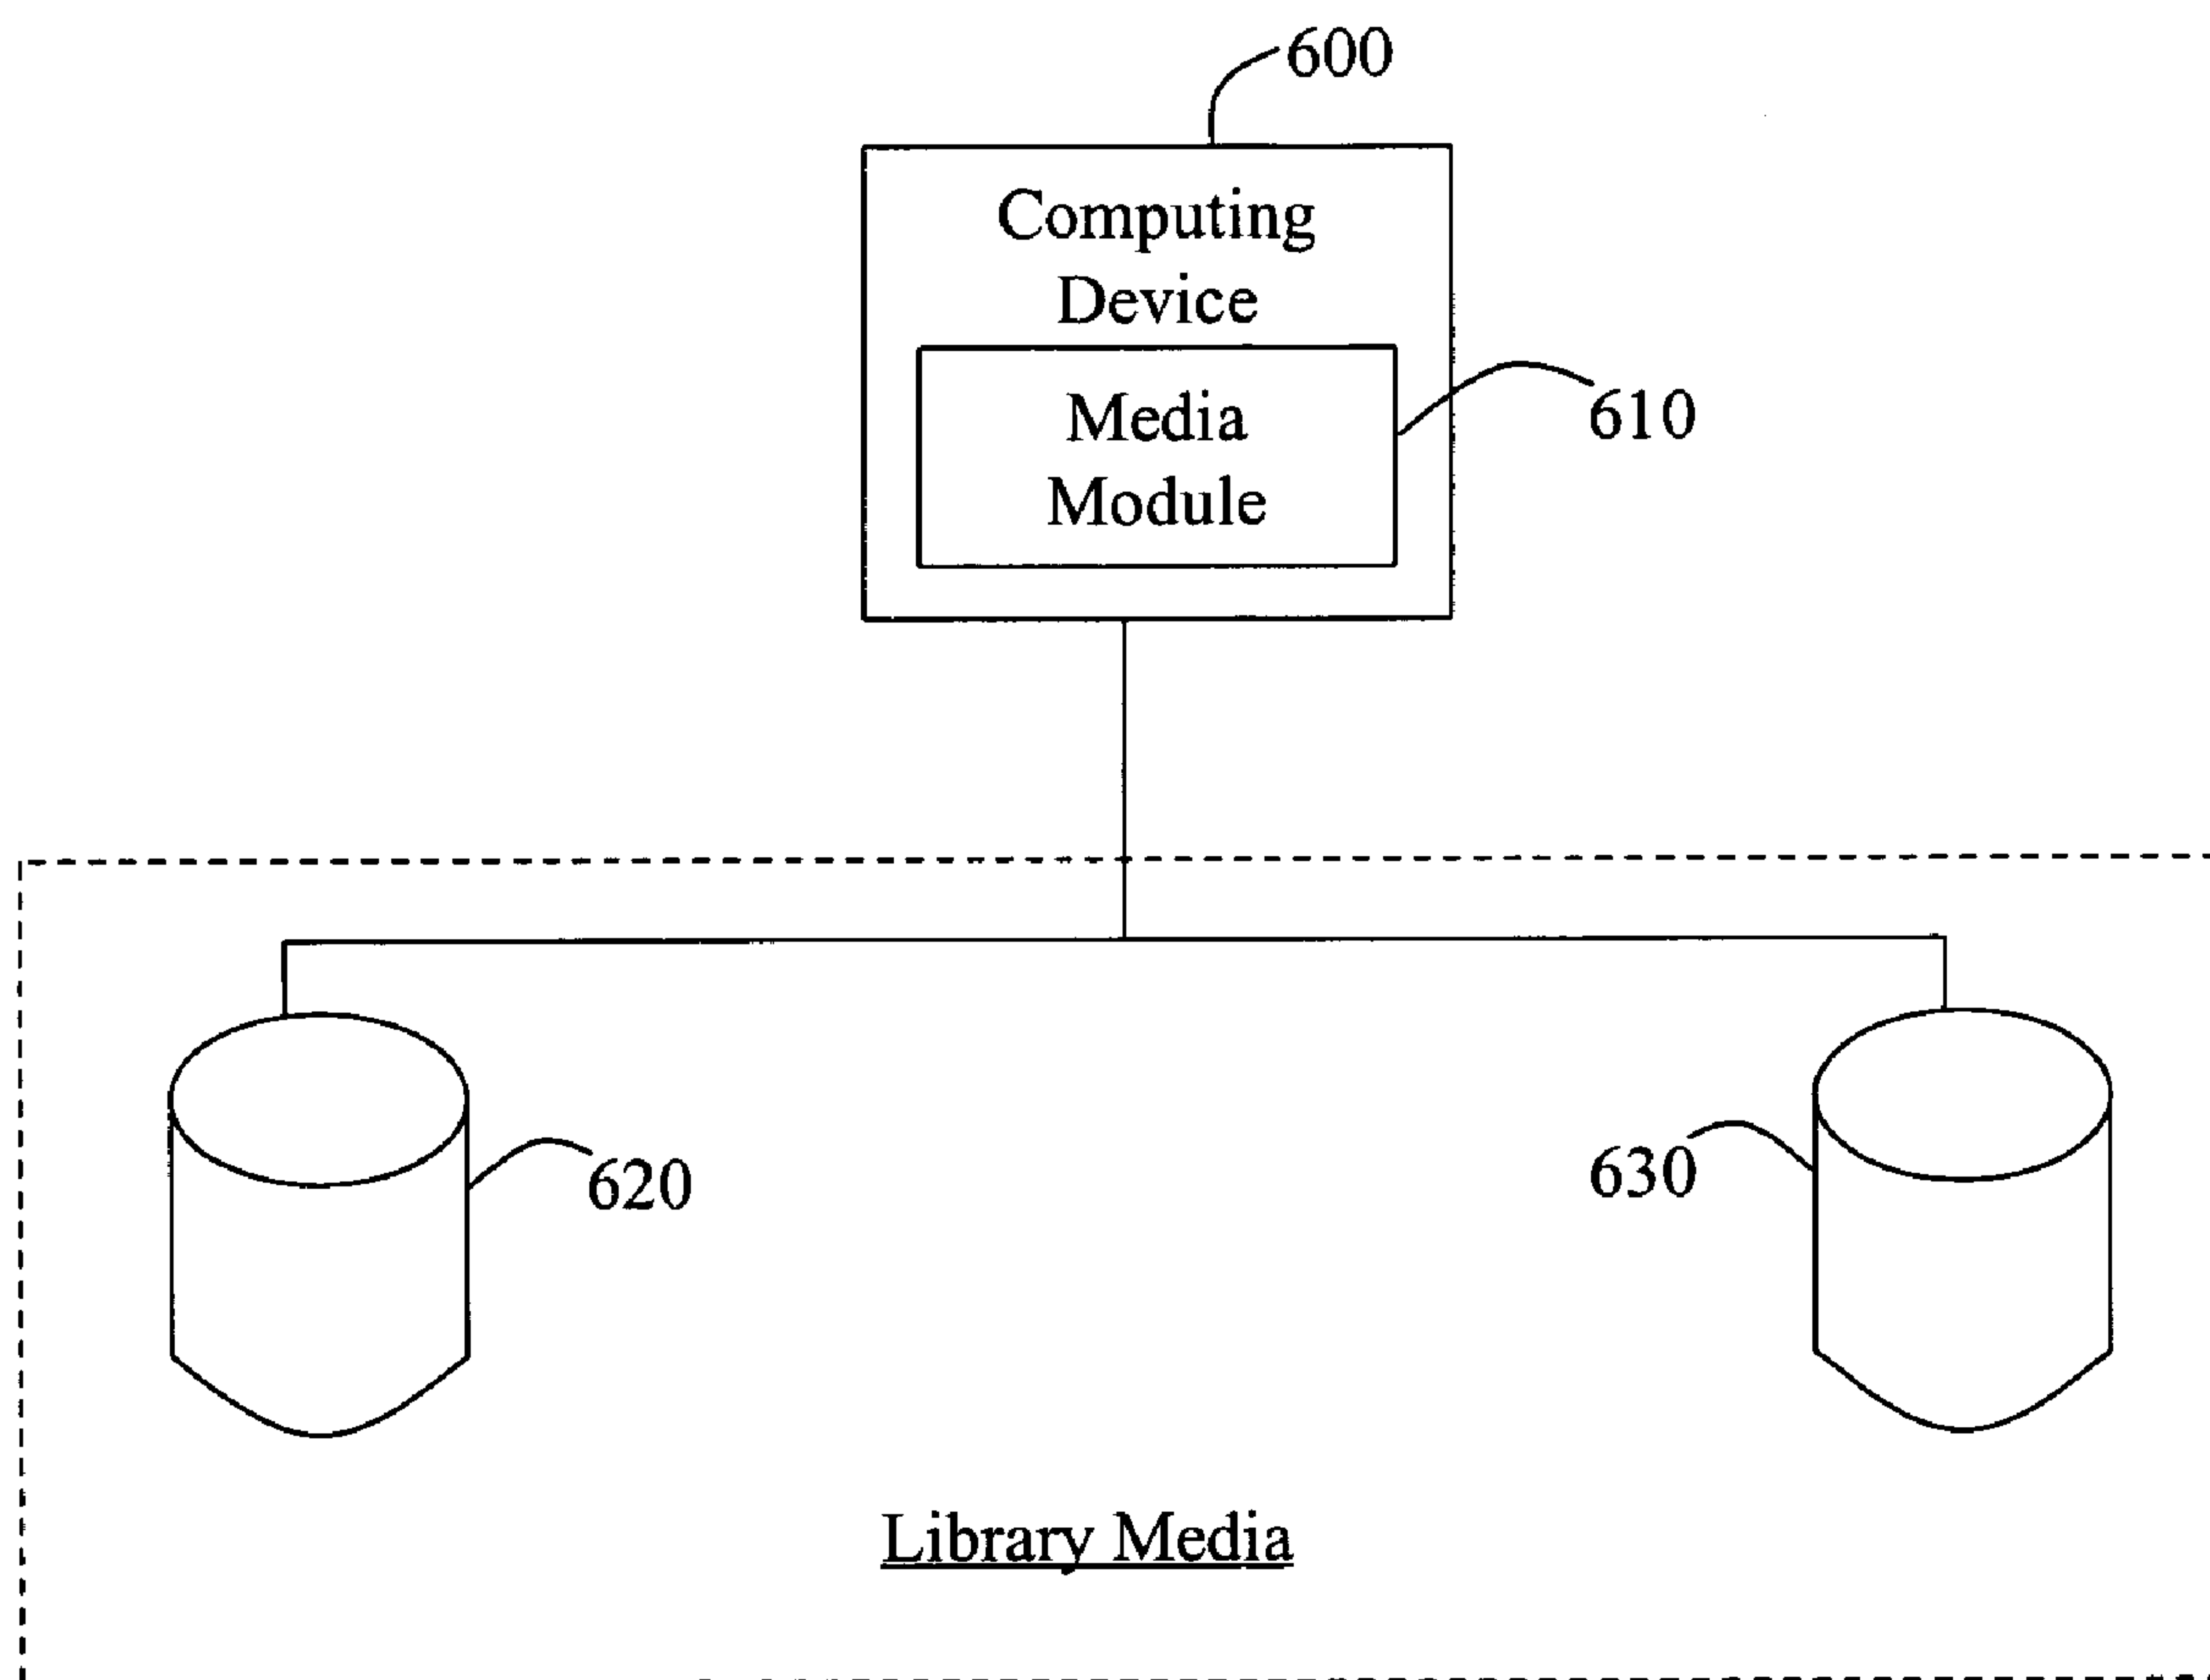 600
Computing
Device
Media
Module
610
620
630
Library Media